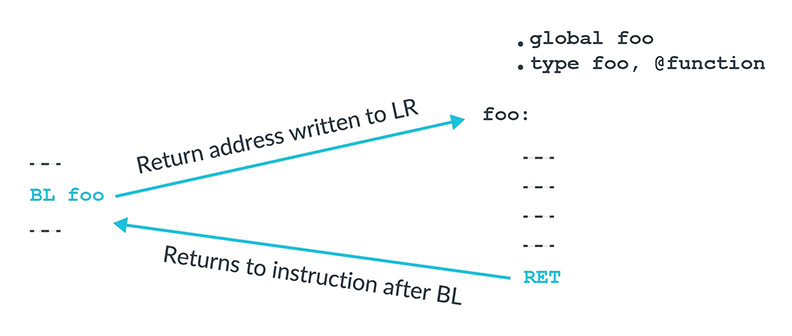 .global foo
.type foo, @function
foo:
Return address written to LR
---
BL foo
---
---
---
---
---
RET
Returns to instruction after BL